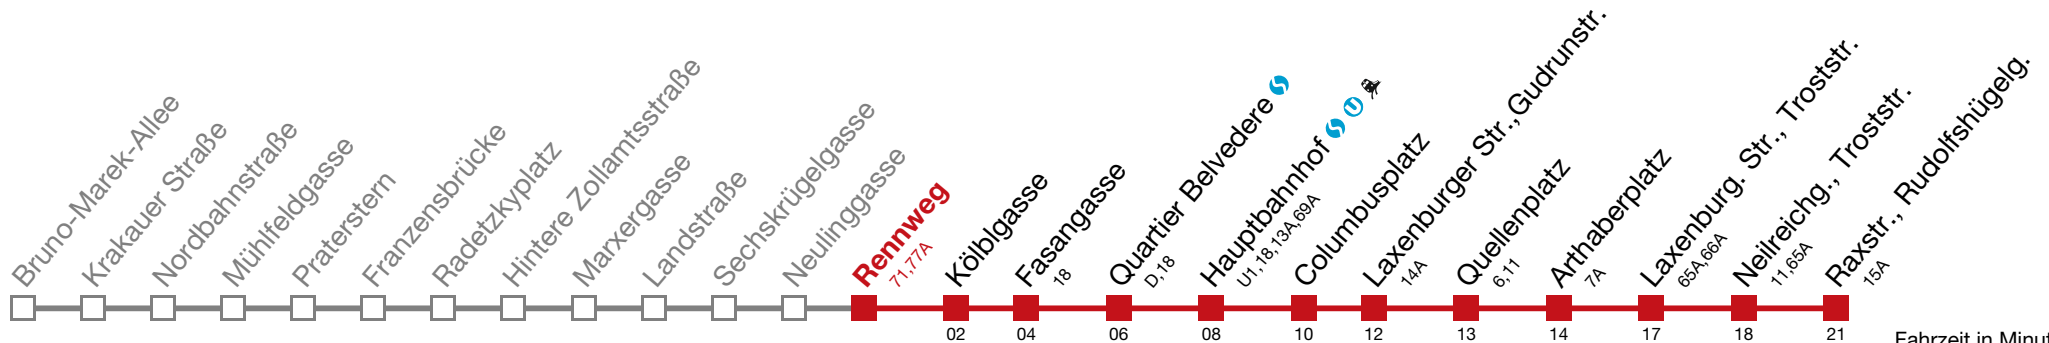 Bruno-Marek-Allee
Krakauer Straße
Nordbahnstraße
Mühlfeldgasse
Praterstern
Franzensbrücke
Radetzkyplatz
Hintere Zollamtsstraße
Marxergasse
Landstraße
Sechskrügelgasse
Neulinggasse
Rennweg
71,77A
Kölblgasse
Fasangasse
18
Quartier Belvedere S
D,18
Hauptbahnhof S U
U1,18,13A,69A
Columbusplatz
Laxenburger Str.,Gudrunstr.
14A
Quellenplatz
6,11
Arthaberplatz
7A
Laxenburg. Str., Troststr.
65A,66A
Neilreichg., Troststr.
11,65A
Raxstr., Rudolfshügelg.
15A
02 04 06 08 10 12 13 14 17 18 21
Fahrzeit in Minut